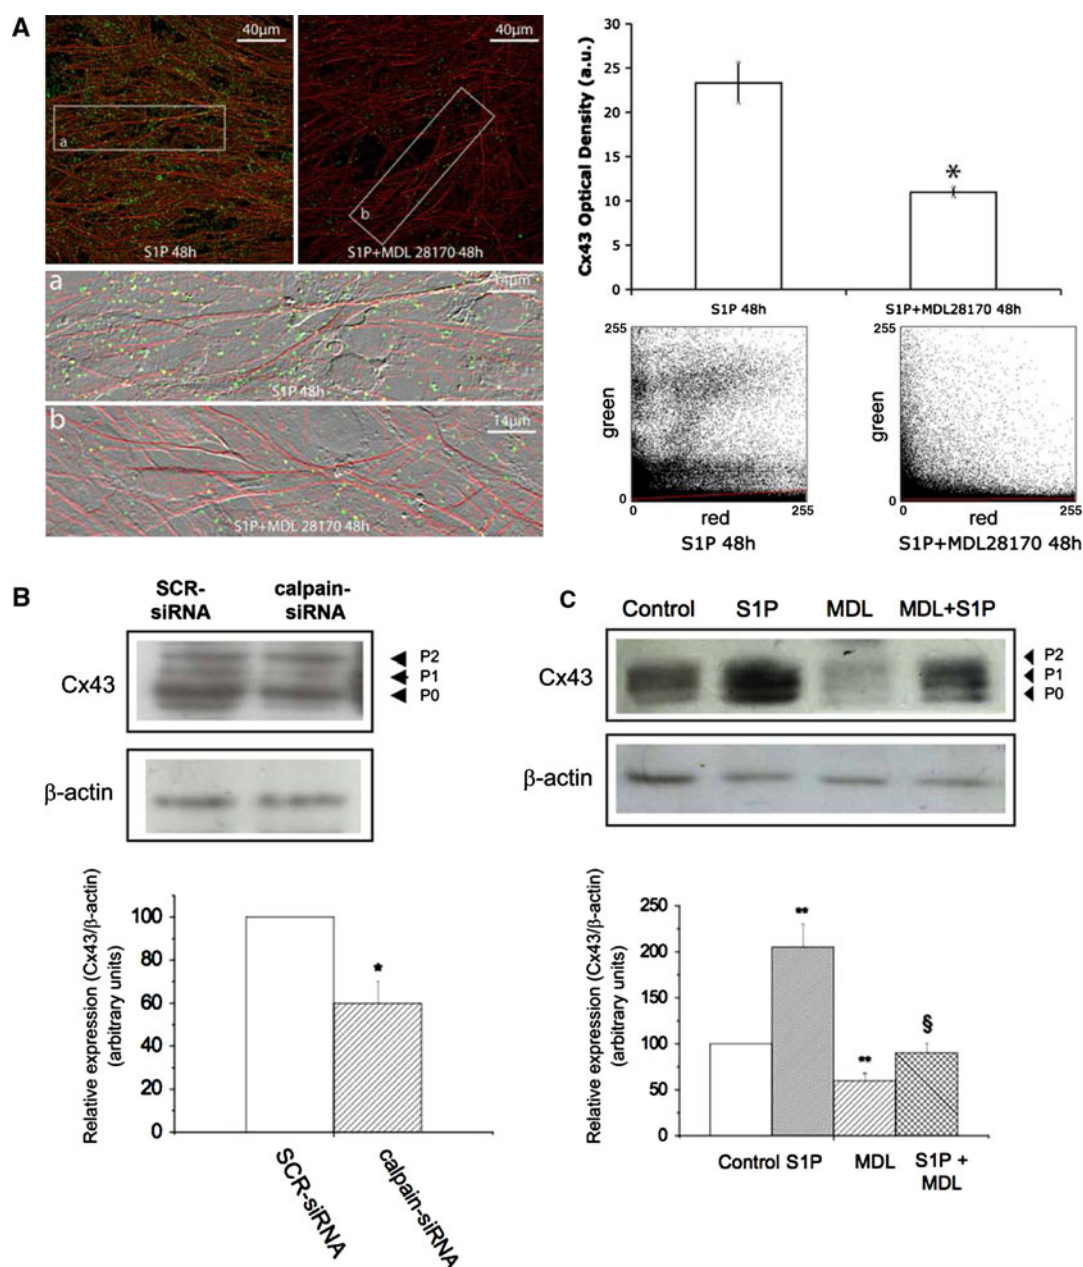 A
40µm
S1P 48h
40µm
b
S1P+MDL 28170 48h
a
a
14µm
S1P 48h
b
14µm
S1P+MDL 28170 48h
Cx43 Optical Density (a.u.)
30
25
20
15
10
5
0
*
S1P 48h
S1P+MDL28170 48h
255
green
0
0
red
255
S1P 48h
255
green
0
0
red
255
S1P+MDL28170 48h
B
SCR-
siRNA
calpain-
siRNA
Cx43
P2
P1
P0
β-actin
Relative expression (Cx43/β-actin)
(arbitrary units)
100
80
60
40
20
0
*
SCR-siRNA
calpain-siRNA
C
Control
S1P
MDL
MDL+S1P
Cx43
P2
P1
P0
β-actin
Relative expression (Cx43/β-actin)
(arbitrary units)
250
200
150
100
50
0
**
**
§
Control
S1P
MDL
S1P +
MDL